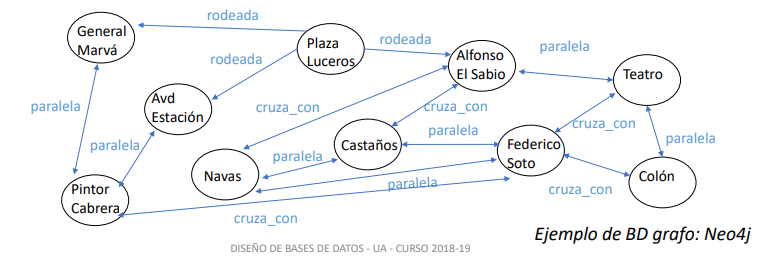 rodeada
General
Marvá
Plaza
Luceros
rodeada
Alfonso
El Sabio
paralela
rodeada
Teatro
Avd
Estación
paralela
cruza_con
cruza_con
cruza_con
paralela
paralela
paralela
Castaños
Federico
Soto
paralela
Navas
Colón
Pintor
Cabrera
paralela
cruza_con
cruza_con
Ejemplo de BD grafo: Neo4j
DISEÑO DE BASES DE DATOS - UA - CURSO 2018-19